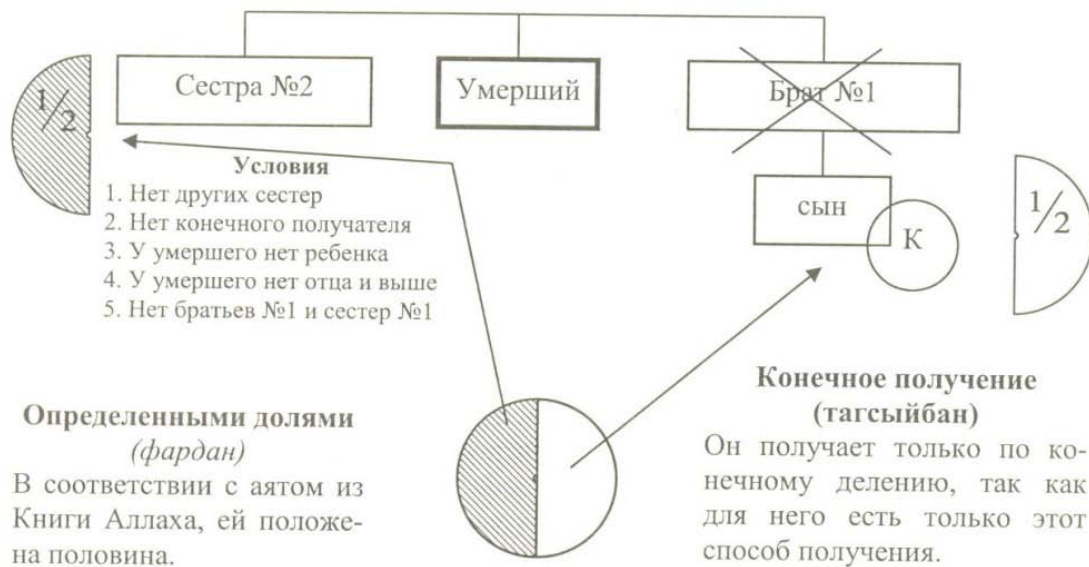 Сестра №2
Умерший
Брат №1
1/2
Условия
1. Нет других сестер
2. Нет конечного получателя
3. У умершего нет ребенка
4. У умершего нет отца и выше
5. Нет братьев №1 и сестер №1
сын
К
1/2
Определенными долями
(фардан)
В соответствии с аятом из
Книги Аллаха, ей положе-
на половина.
Конечное получение
(тагсыйбан)
Он получает только по ко-
нечному делению, так как
для него есть только этот
способ получения.